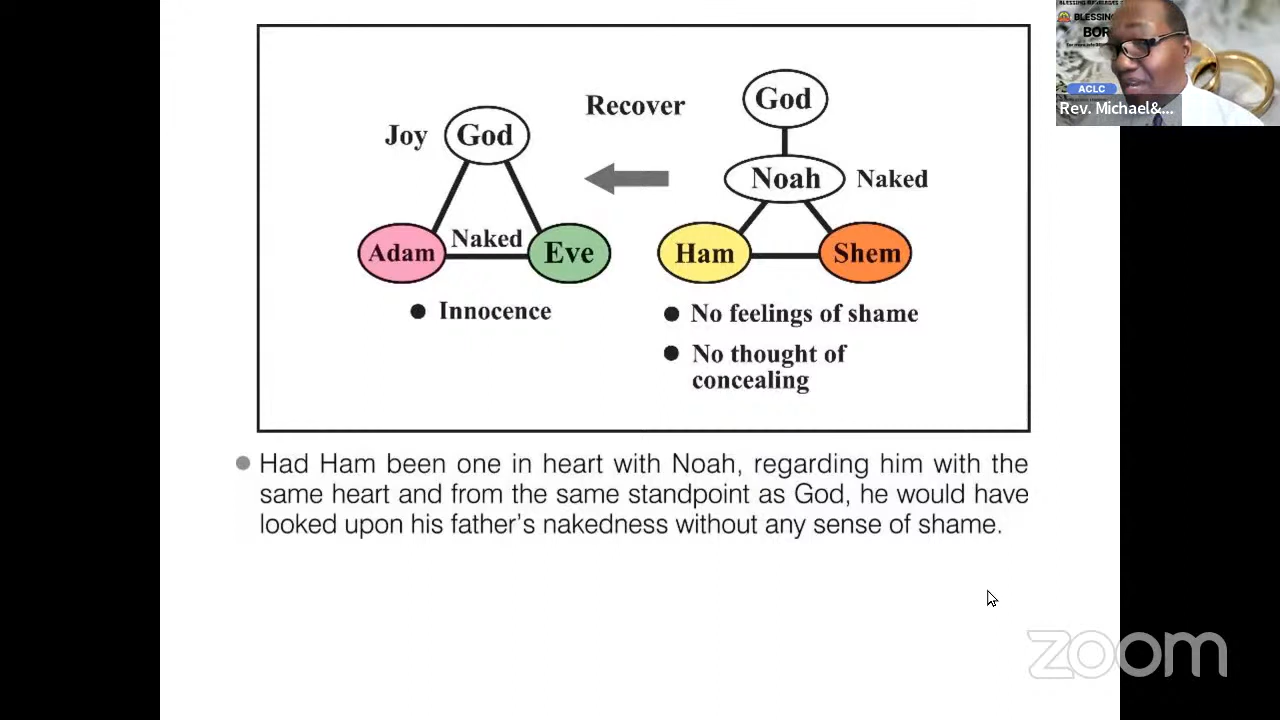 Joy
God
Adam
Naked
Eve
Innocence
Recover
God
Noah
Naked
Ham
Shem
No feelings of shame
No thought of
concealing
Had Ham been one in heart with Noah, regarding him with the
same heart and from the same standpoint as God, he would have
looked upon his father's nakedness without any sense of shame.
BLESSING
ACLC
Rev. Michael&...
zoom